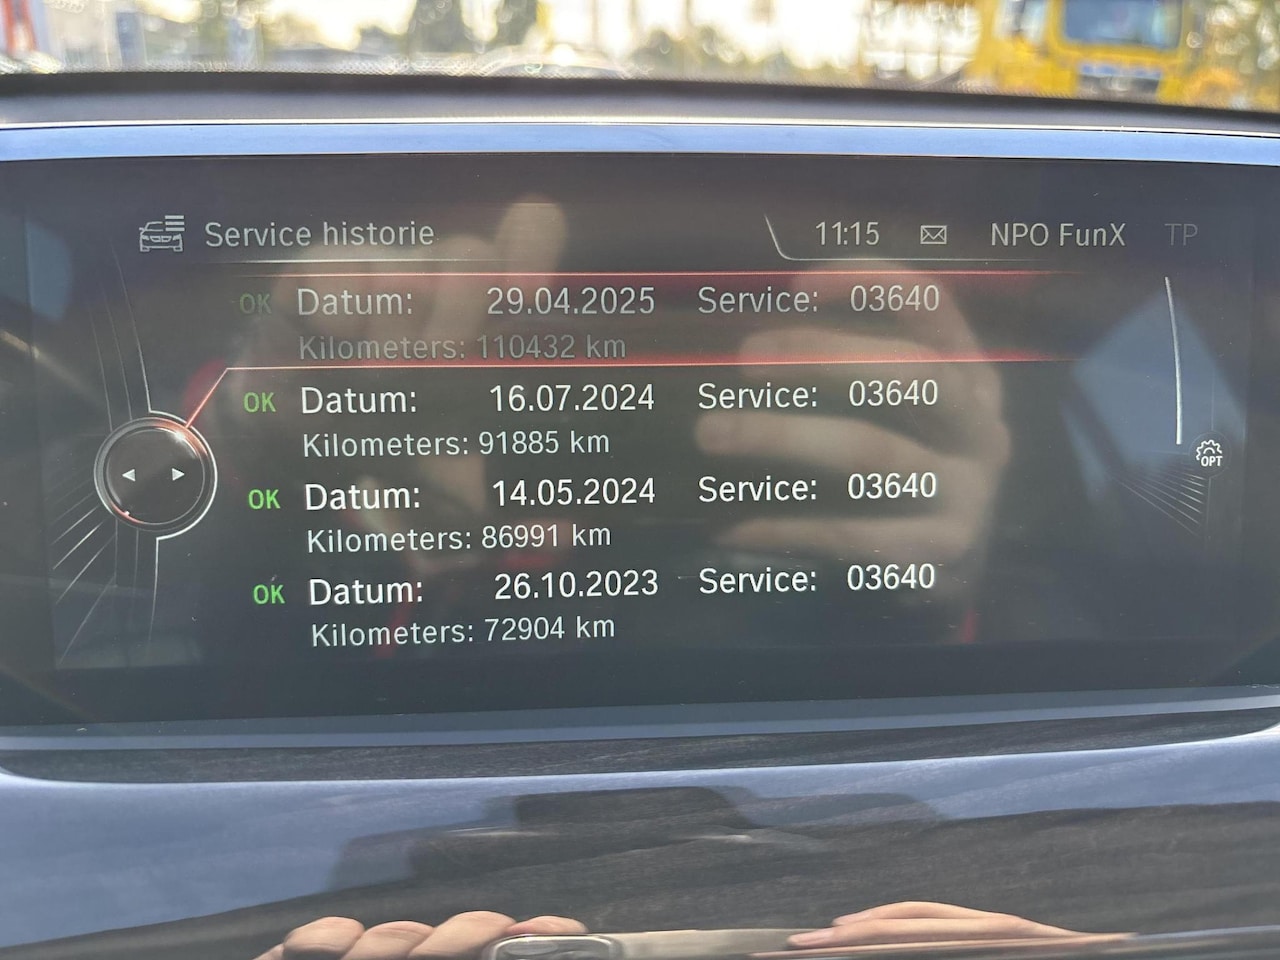 Service historie 11:15 NPO FunX TP
OK Datum: 29.04.2025 Service: 03640
Kilometers: 110432 km
OK Datum: 16.07.2024 Service: 03640
Kilometers: 91885 km
OPT
OK Datum: 14.05.2024 Service: 03640
Kilometers: 86991 km
OK Datum: 26.10.2023 Service: 03640
Kilometers: 72904 km